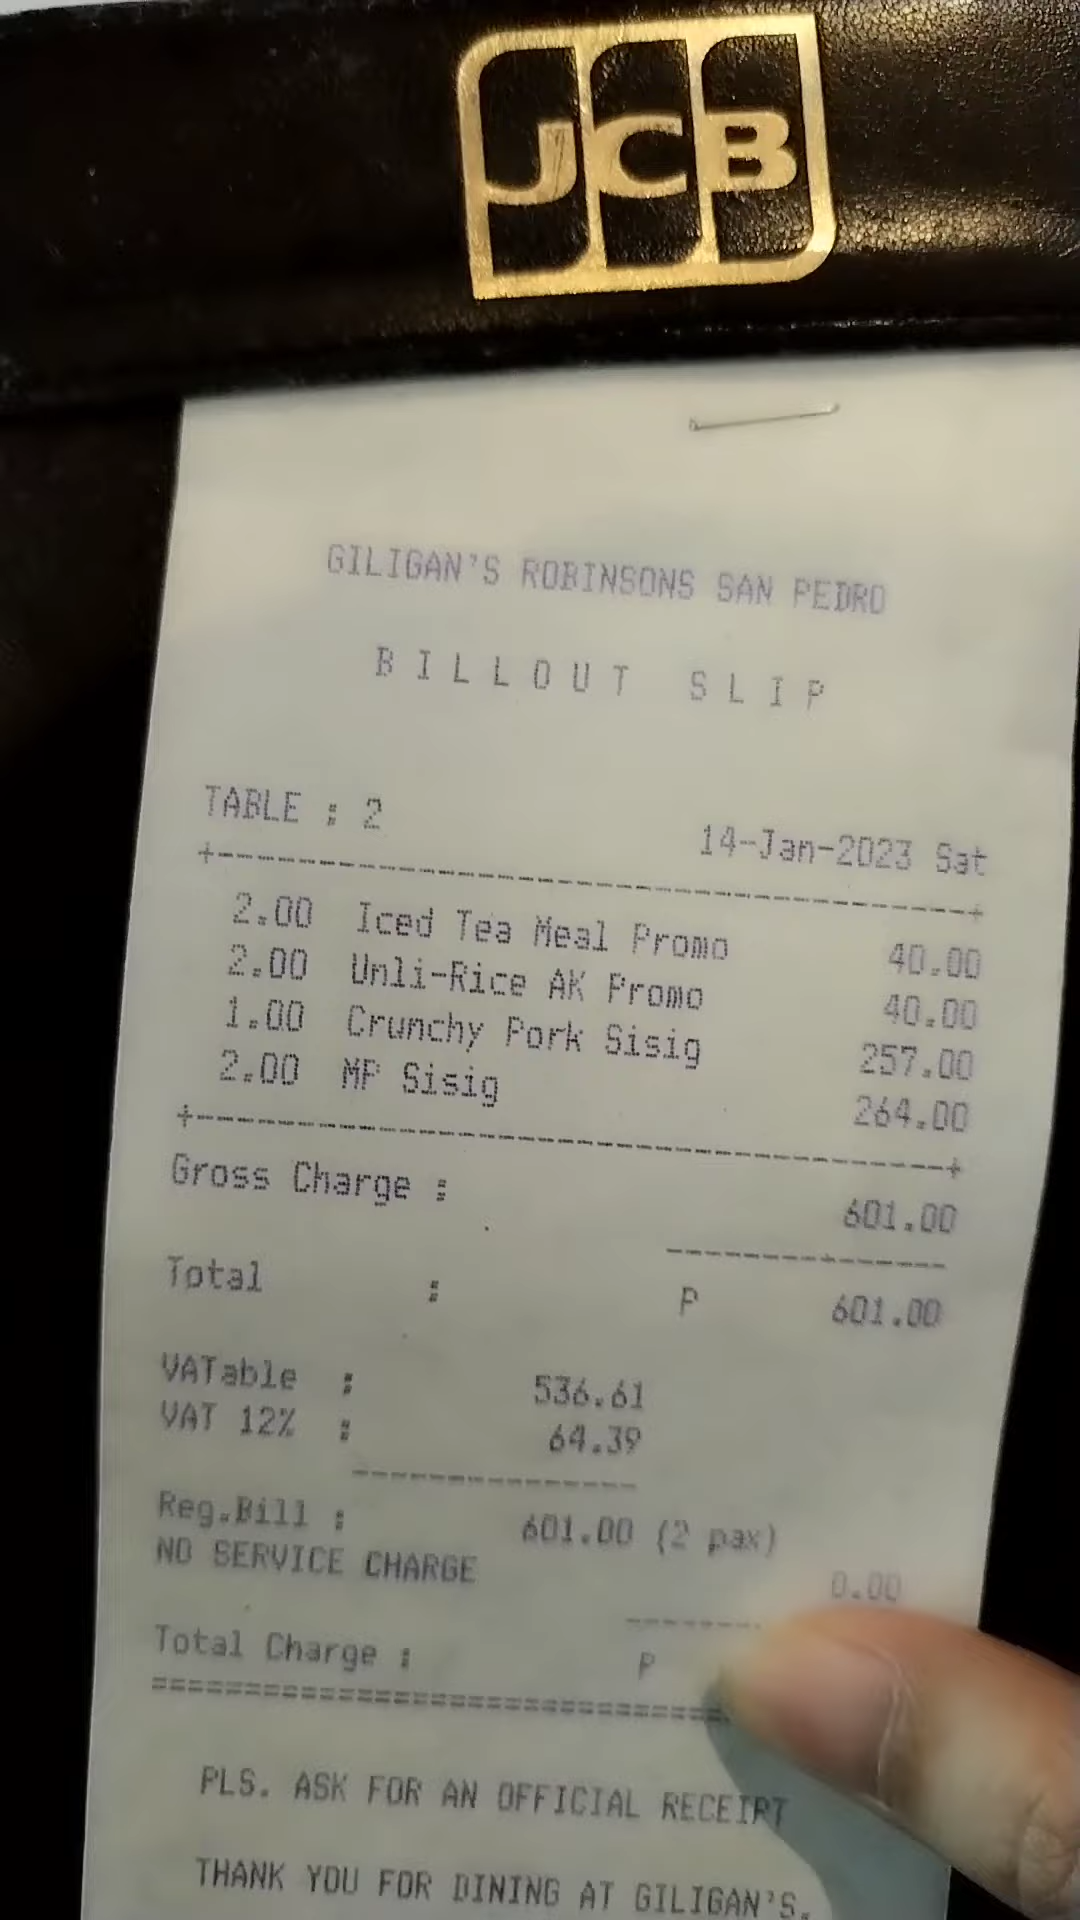 JCB
GILIGAN'S ROBINSONS SAN PEDRO
BILLOUT SLIP
TABLE : 2
14-Jan-2023 Sat
2.00 Iced Tea Meal Promo 40.00
2.00 Unli-Rice AK Promo 40.00
1.00 Crunchy Pork Sisig 257.00
2.00 MP Sisig 264.00
Gross Charge : 601.00
Total : P 601.00
VATable : 536.61
VAT 12% : 64.39
Reg.Bill : 601.00 (2 pax)
NO SERVICE CHARGE 0.00
Total Charge : P
PLS. ASK FOR AN OFFICIAL RECEIPT
THANK YOU FOR DINING AT GILIGAN'S.